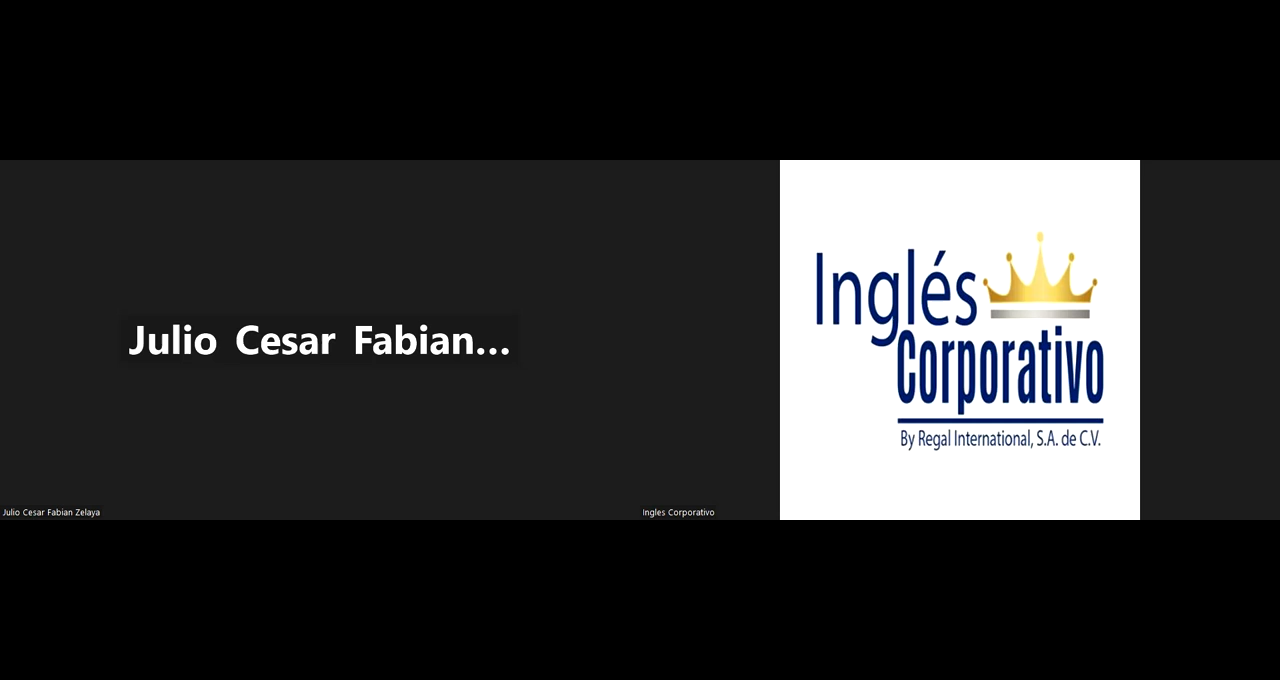 Julio Cesar Fabian...
Julio Cesar Fabian Zelaya
Inglés
Corporativo
By Regal International, S.A. de C.V.
Ingles Corporativo